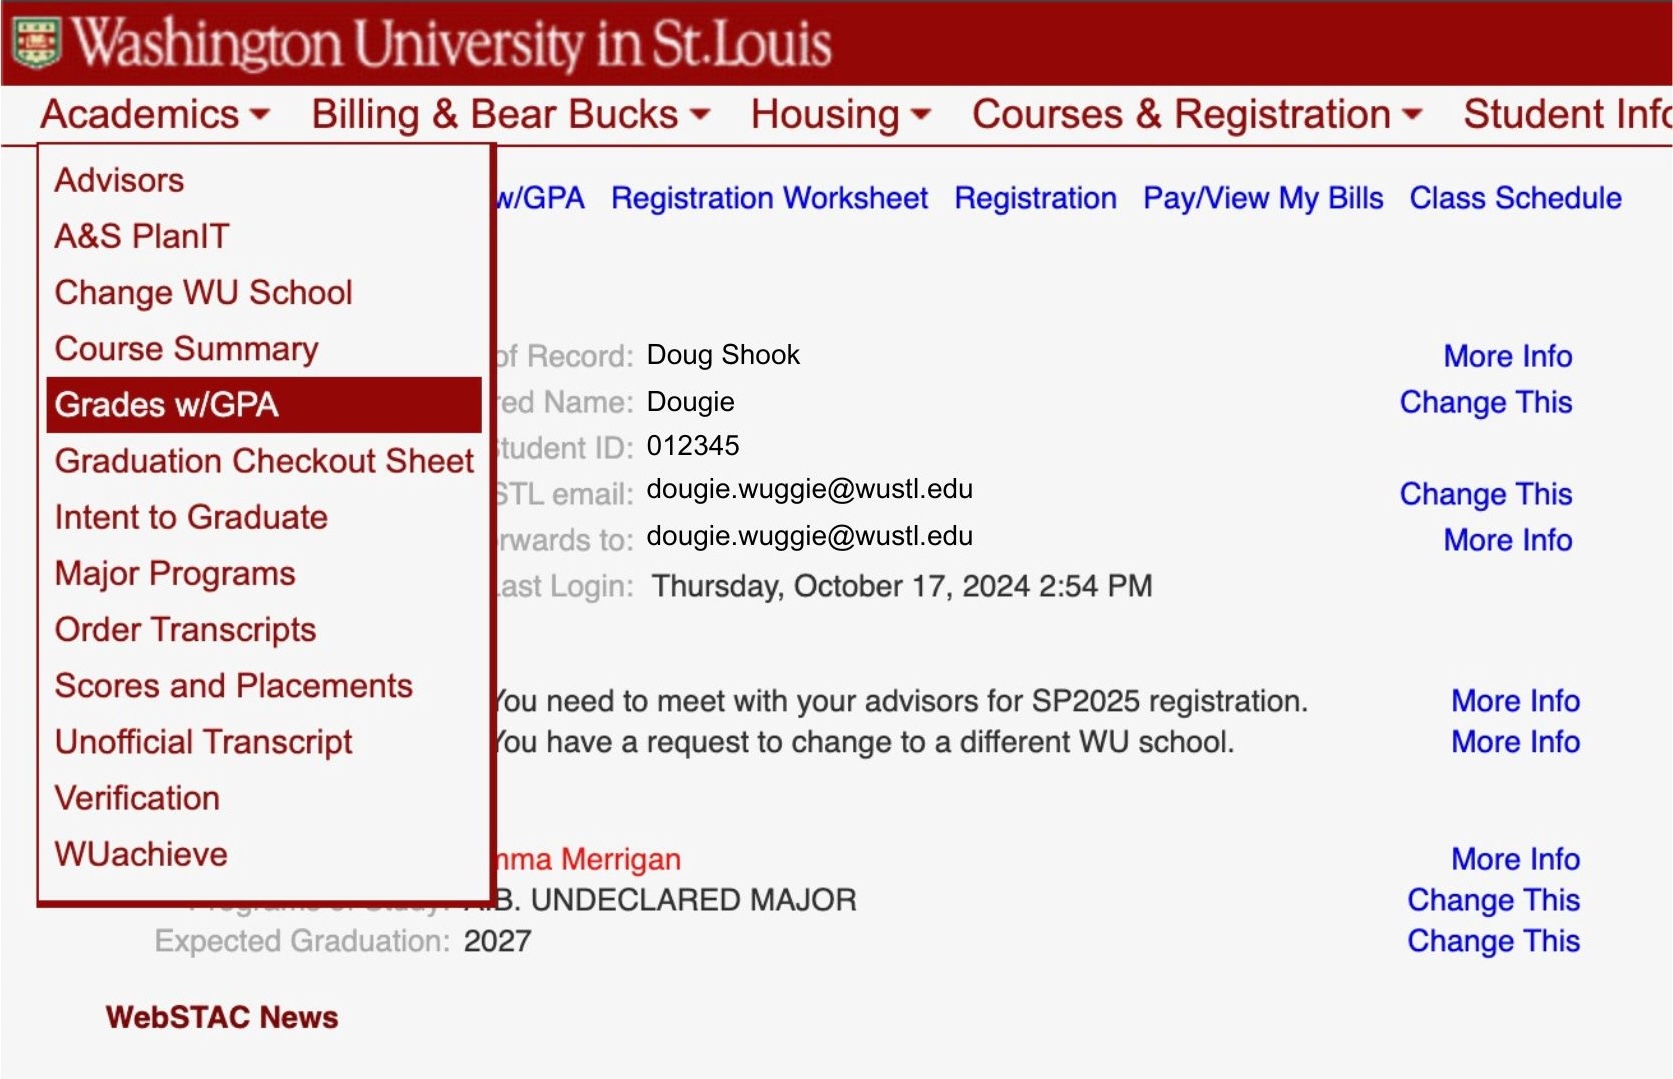 Washington University in St.Louis
Academics Billing & Bear Bucks Housing Courses & Registration Student Info
Advisors
A&S PlanIT
Change WU School
Course Summary
Grades w/GPA
Graduation Checkout Sheet
Intent to Graduate
Major Programs
Order Transcripts
Scores and Placements
Unofficial Transcript
Verification
WUachieve
w/GPA Registration Worksheet Registration Pay/View My Bills Class Schedule
of Record: Doug Shook More Info
red Name: Dougie Change This
Student ID: 012345
STL email: dougie.wuggie@wustl.edu Change This
rwards to: dougie.wuggie@wustl.edu More Info
Last Login: Thursday, October 17, 2024 2:54 PM
You need to meet with your advisors for SP2025 registration. More Info
You have a request to change to a different WU school. More Info
mma Merrigan More Info
Programs of Study: A.B. UNDECLARED MAJOR Change This
Expected Graduation: 2027 Change This
WebSTAC News